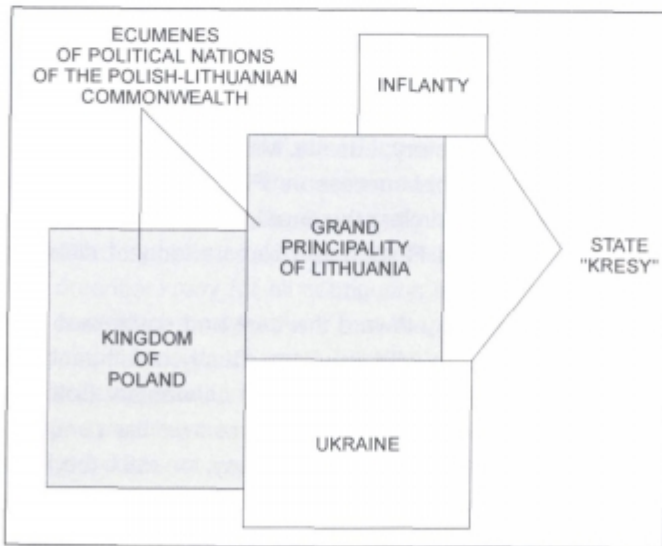 ECUMENES
OF POLITICAL NATIONS
OF THE POLISH-LITHUANIAN
COMMONWEALTH
INFLANTY
GRAND
PRINCIPALITY
OF LITHUANIA
STATE
"KRESY"
KINGDOM
OF
POLAND
UKRAINE